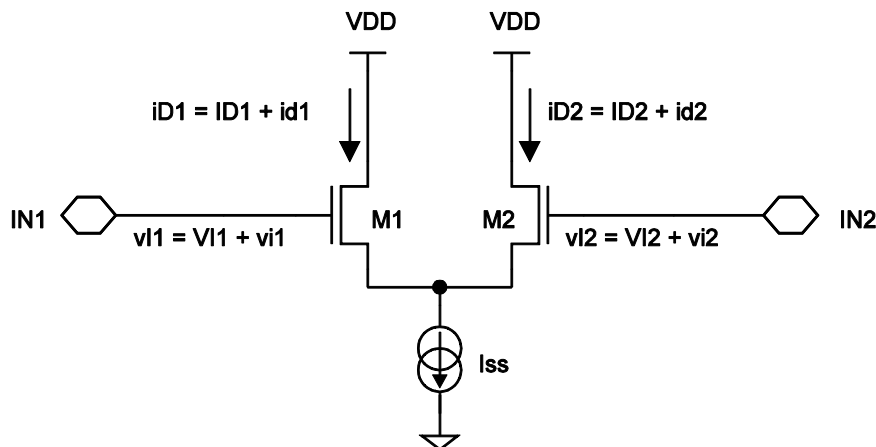 VDD
VDD
iD1 = ID1 + id1
iD2 = ID2 + id2
IN1
M1
M2
IN2
vI1 = VI1 + vi1
vI2 = VI2 + vi2
Iss